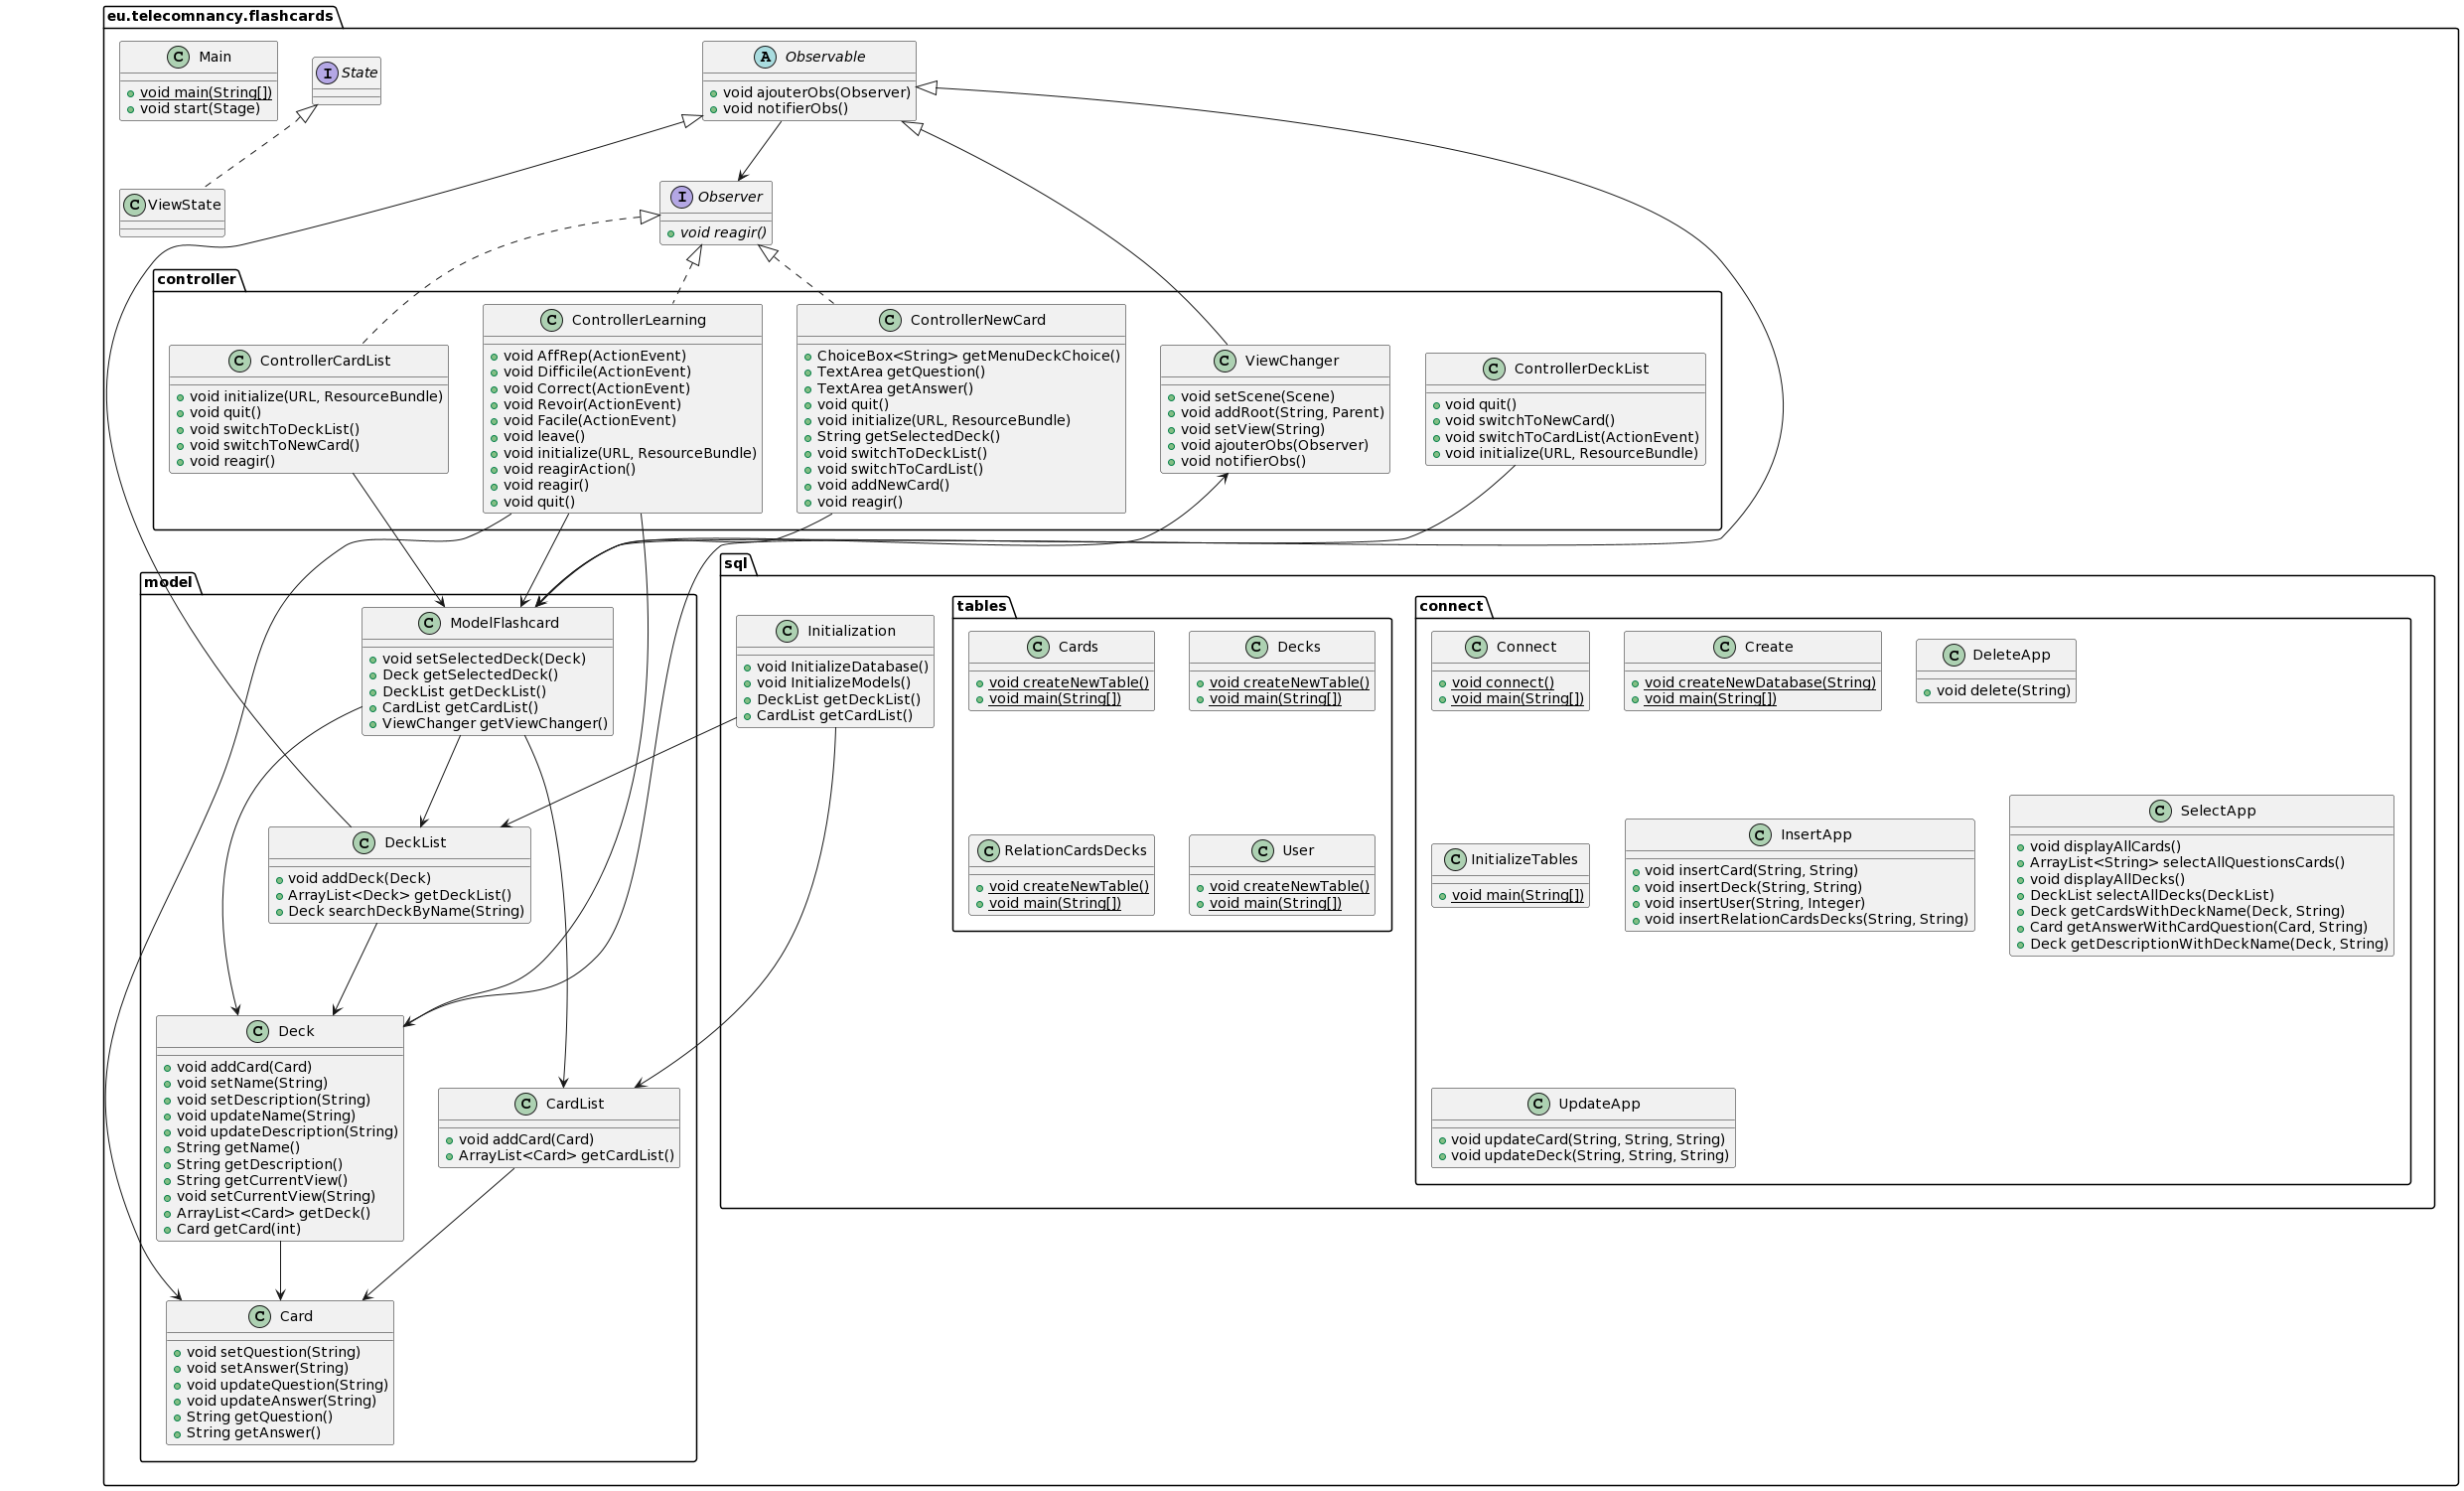 eu.telecomnancy.flashcards
C Main
void main(String[])
void start(Stage)
I State
A Observable
void ajouterObs(Observer)
void notifierObs()
C ViewState
I Observer
void reagir()
controller
C ControllerCardList
void initialize(URL, ResourceBundle)
void quit()
void switchToDeckList()
void switchToNewCard()
void reagir()
C ControllerLearning
void AffRep(ActionEvent)
void Difficile(ActionEvent)
void Correct(ActionEvent)
void Revoir(ActionEvent)
void Facile(ActionEvent)
void leave()
void initialize(URL, ResourceBundle)
void reagirAction()
void reagir()
void quit()
C ControllerNewCard
ChoiceBox<String> getMenuDeckChoice()
TextArea getQuestion()
TextArea getAnswer()
void quit()
void initialize(URL, ResourceBundle)
String getSelectedDeck()
void switchToDeckList()
void switchToCardList()
void addNewCard()
void reagir()
C ViewChanger
void setScene(Scene)
void addRoot(String, Parent)
void setView(String)
void ajouterObs(Observer)
void notifierObs()
C ControllerDeckList
void quit()
void switchToNewCard()
void switchToCardList(ActionEvent)
void initialize(URL, ResourceBundle)
model
C ModelFlashcard
void setSelectedDeck(Deck)
Deck getSelectedDeck()
DeckList getDeckList()
CardList getCardList()
ViewChanger getViewChanger()
C DeckList
void addDeck(Deck)
ArrayList<Deck> getDeckList()
Deck searchDeckByName(String)
C Deck
void addCard(Card)
void setName(String)
void setDescription(String)
void updateName(String)
void updateDescription(String)
String getName()
String getDescription()
String getCurrentView()
void setCurrentView(String)
ArrayList<Card> getDeck()
Card getCard(int)
C CardList
void addCard(Card)
ArrayList<Card> getCardList()
C Card
void setQuestion(String)
void setAnswer(String)
void updateQuestion(String)
void updateAnswer(String)
String getQuestion()
String getAnswer()
sql
C Initialization
void InitializeDatabase()
void InitializeModels()
DeckList getDeckList()
CardList getCardList()
tables
C Cards
void createNewTable()
void main(String[])
C Decks
void createNewTable()
void main(String[])
C RelationCardsDecks
void createNewTable()
void main(String[])
C User
void createNewTable()
void main(String[])
connect
C Connect
void connect()
void main(String[])
C Create
void createNewDatabase(String)
void main(String[])
C DeleteApp
void delete(String)
C InitializeTables
void main(String[])
C InsertApp
void insertCard(String, String)
void insertDeck(String, String)
void insertUser(String, Integer)
void insertRelationCardsDecks(String, String)
C SelectApp
void displayAllCards()
ArrayList<String> selectAllQuestionsCards()
void displayAllDecks()
DeckList selectAllDecks(DeckList)
Deck getCardsWithDeckName(Deck, String)
Card getAnswerWithCardQuestion(Card, String)
Deck getDescriptionWithDeckName(Deck, String)
C UpdateApp
void updateCard(String, String, String)
void updateDeck(String, String, String)